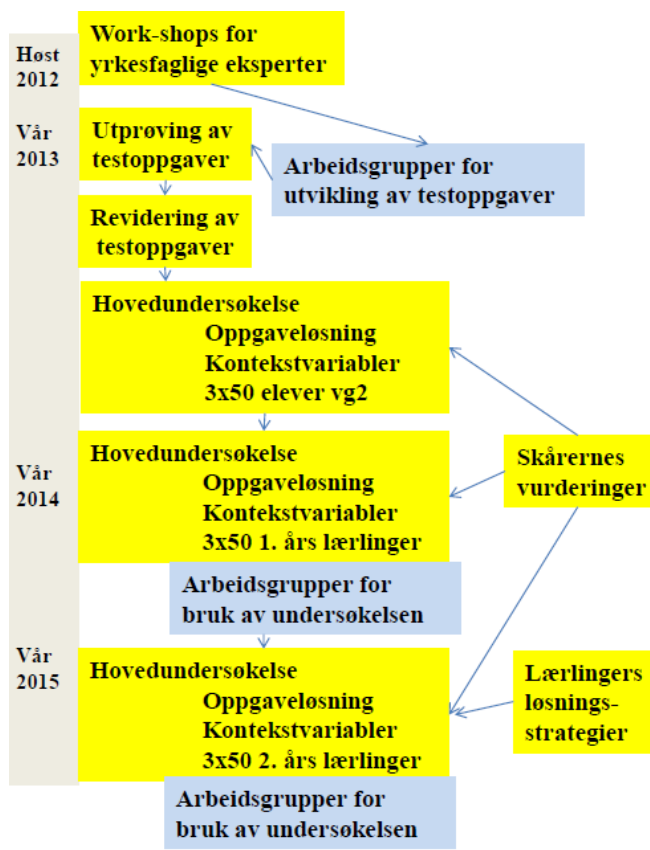 Høst
2012
Work-shops for
yrkesfaglige eksperter
Vår
2013
Utprøving av
testoppgaver
Arbeidsgrupper for
utvikling av testoppgaver
Revidering av
testoppgaver
Hovedundersøkelse
Oppgaveløsning
Kontekstvariabler
3x50 elever vg2
Vår
2014
Hovedundersøkelse
Oppgaveløsning
Kontekstvariabler
3x50 1. års lærlinger
Skårernes
vurderinger
Arbeidsgrupper for
bruk av undersøkelsen
Vår
2015
Hovedundersøkelse
Oppgaveløsning
Kontekstvariabler
3x50 2. års lærlinger
Lærlingers
løsnings-
strategier
Arbeidsgrupper for
bruk av undersøkelsen